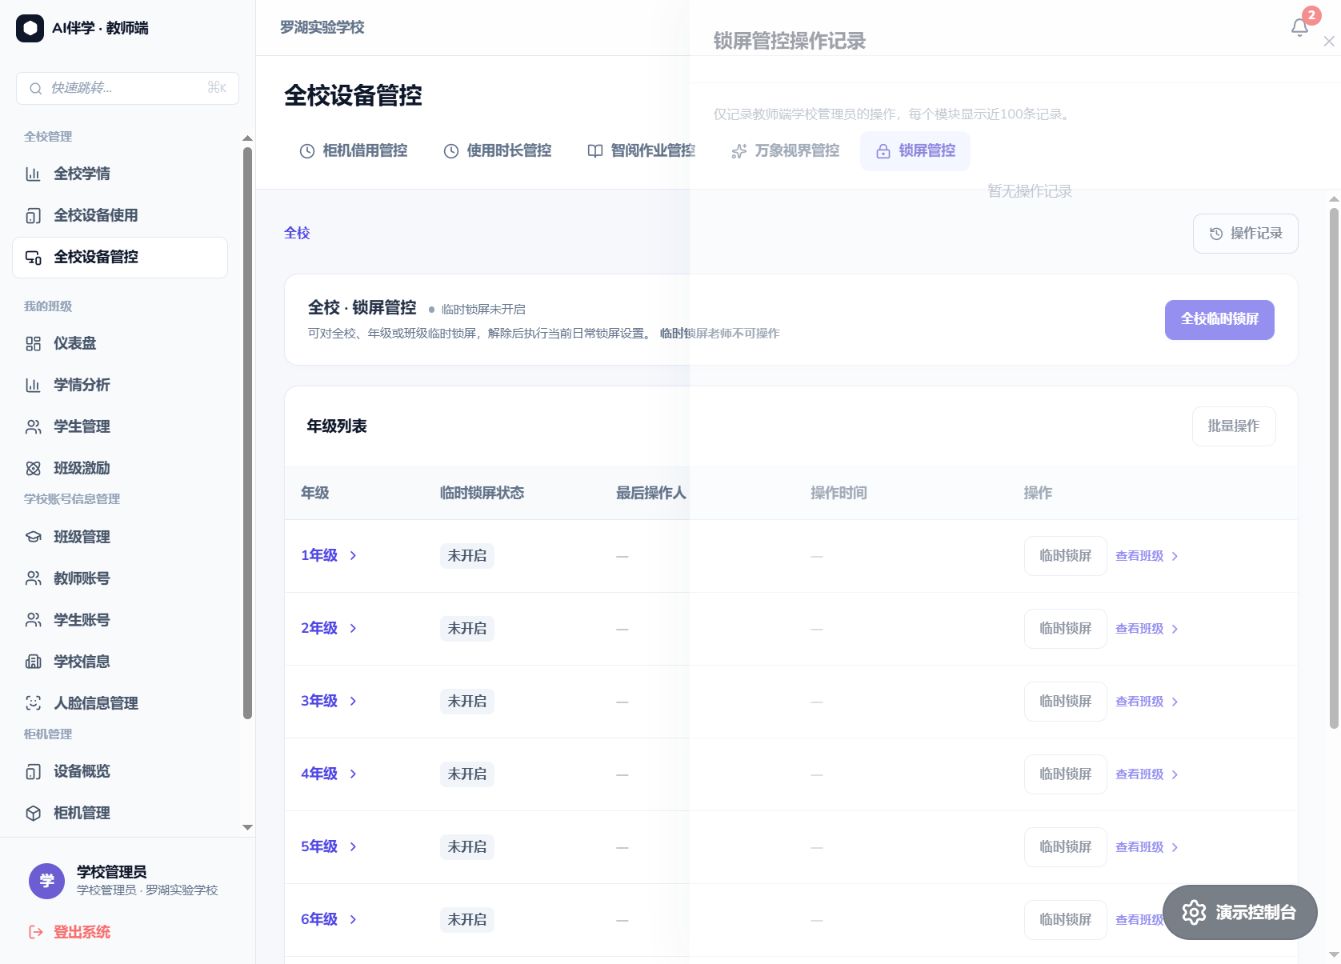 AI伴学 · 教师端
快速跳转...
⌘K
全校管理
全校学情
全校设备使用
全校设备管控
我的班级
仪表盘
学情分析
学生管理
班级激励
学校账号信息管理
班级管理
教师账号
学生账号
学校信息
人脸信息管理
柜机管理
设备概览
柜机管理
学
学校管理员
学校管理员 · 罗湖实验学校
登出系统
罗湖实验学校
2
锁屏管控操作记录
全校设备管控
仅记录教师端学校管理员的操作，每个模块显示近100条记录。
柜机借用管控 使用时长管控 智阅作业管控 万象视界管控 锁屏管控
暂无操作记录
全校
操作记录
全校 · 锁屏管控 临时锁屏未开启
可对全校、年级或班级临时锁屏，解除后执行当前日常锁屏设置。 临时锁屏老师不可操作
全校临时锁屏
年级列表
批量操作
年级 临时锁屏状态 最后操作人 操作时间 操作
1年级 未开启 — — 临时锁屏 查看班级
2年级 未开启 — — 临时锁屏 查看班级
3年级 未开启 — — 临时锁屏 查看班级
4年级 未开启 — — 临时锁屏 查看班级
5年级 未开启 — — 临时锁屏 查看班级
6年级 未开启 — — 临时锁屏 查看班级
演示控制台